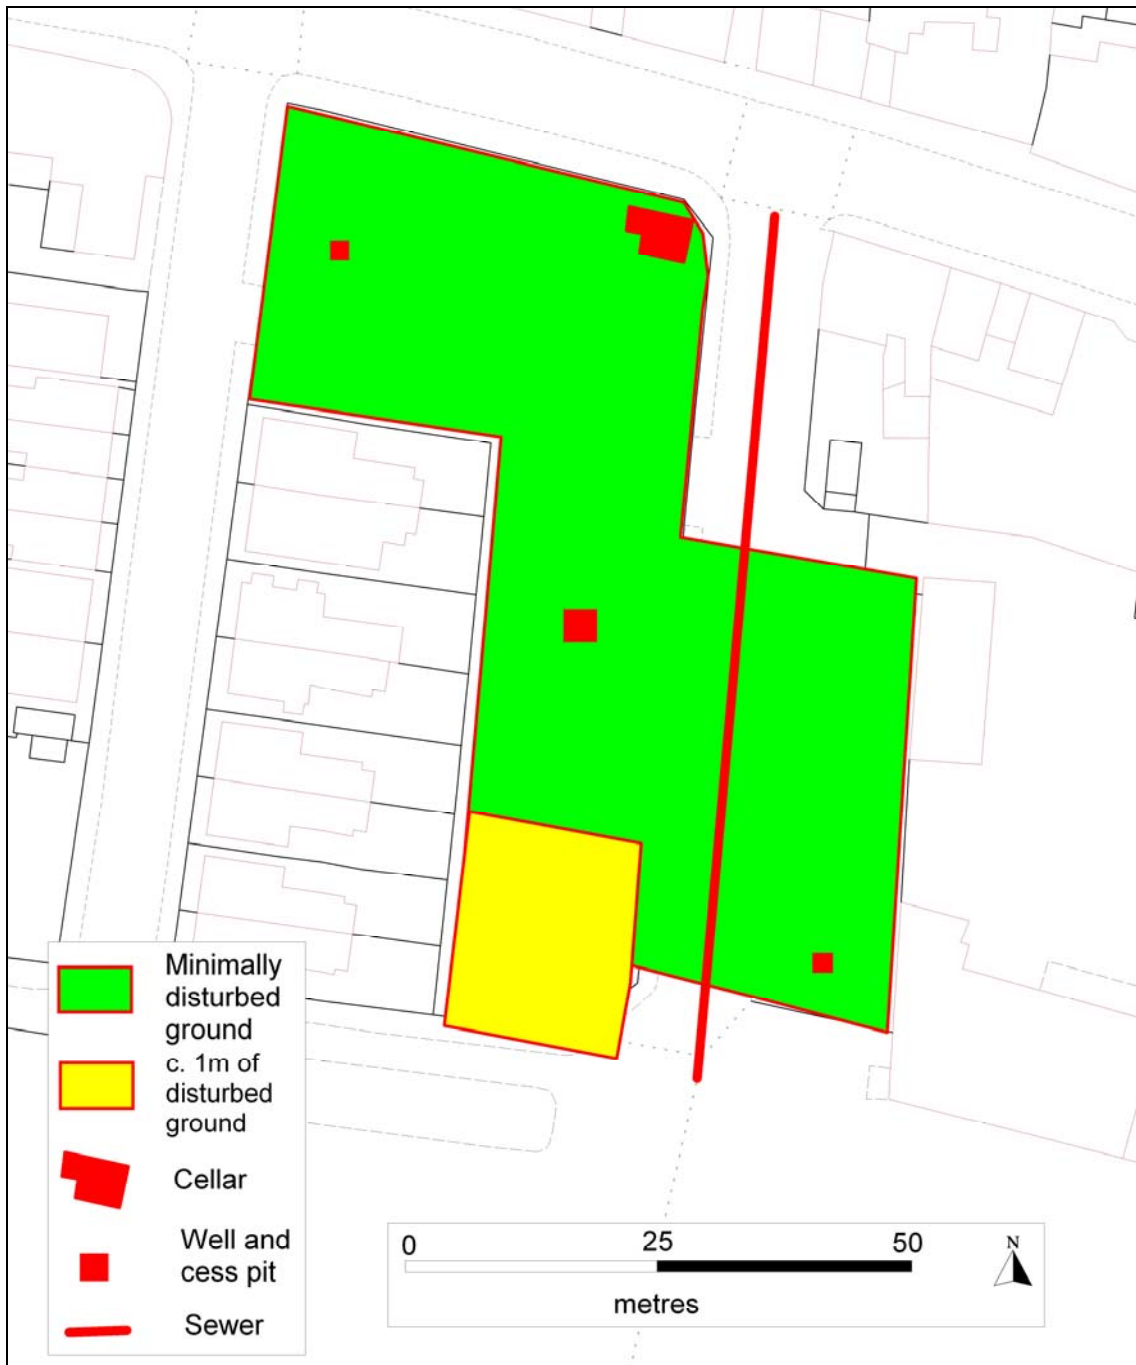 Minimally
disturbed
ground
c. 1m of
disturbed
ground
Cellar
Well and
cess pit
Sewer
0 25 50
metres
N